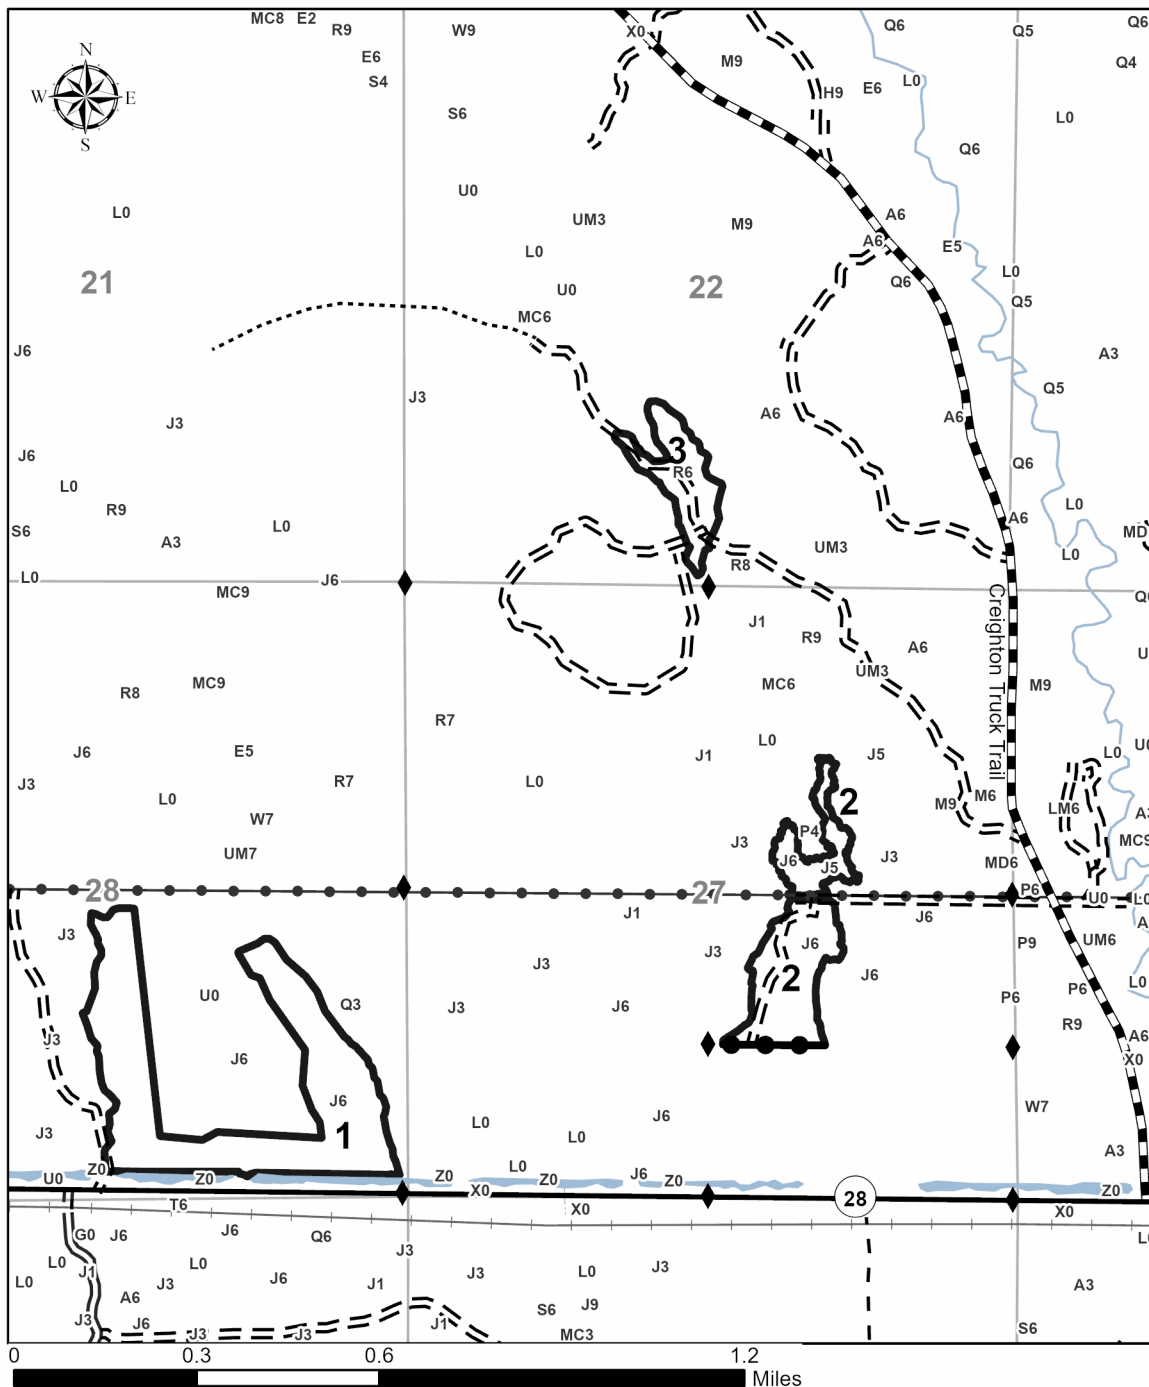 MC8 E2 R9 W9 X0 Q6 Q5 Q6
E6 M9 Q4
S4 H9 E6 L0
N
W E
S
S6 L0
Q6
U0
L0 UM3 M9 A6
A6 E5
L0
21 22 U0 Q6 L0 Q5
MC6
J6 A3
J3 Q5
J3 A6 A6
J6 3 Q6
R6
L0
R9 L0 A6 L0
S6 A3 UM3 MD
L0
R8
L0 J6
MC9 Q6
J1
R9 A6
U
UM3
R8 MC9 MC6 M9
R7
L0
J6 E5 J1 J5 L0 U0
Creighton Truck Trail
J3 R7 L0
L0 2 M9 M6 LM6 A3
W7
P4
UM7 J3 J3 MC9
J6 J5 MD6
28 27 P6 U0 L0
J1 J6 A
J3 J3 J6 P9 UM6
J3 J6
2 L0
U0 Q3 J3 J6 P6 P6
R9
J3 A6
J6 X0
J6
L0 J6 W7
J3 1 L0
A3
Z0 L0
U0 Z0 Z0 Z0 J6 Z0
X0 28 Z0
T6 X0 X0
G0 J6 J6 Q6 L0
J3
L0 J1 L0 J3 L0 J3
L0 J3 J6 J1 A3
A6 S6 J9
J3 J6 J3 J3 J1 MC3 S6
0 0.3 0.6 1.2
Miles